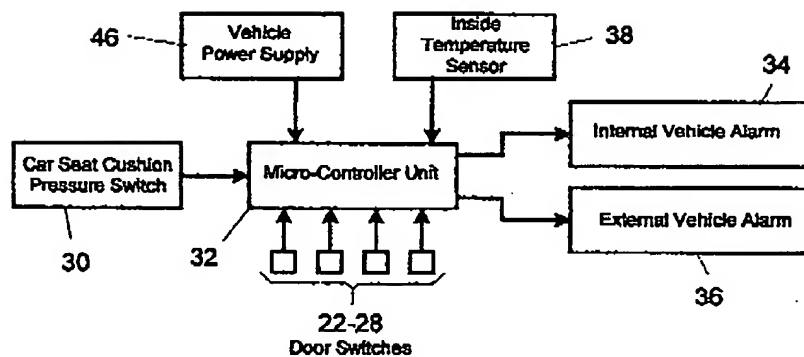 46
Vehicle
Power Supply
Inside
Temperature
Sensor
38
34
Internal Vehicle Alarm
Car Seat Cushion
Pressure Switch
Micro-Controller Unit
External Vehicle Alarm
30
32
36
22-28
Door Switches